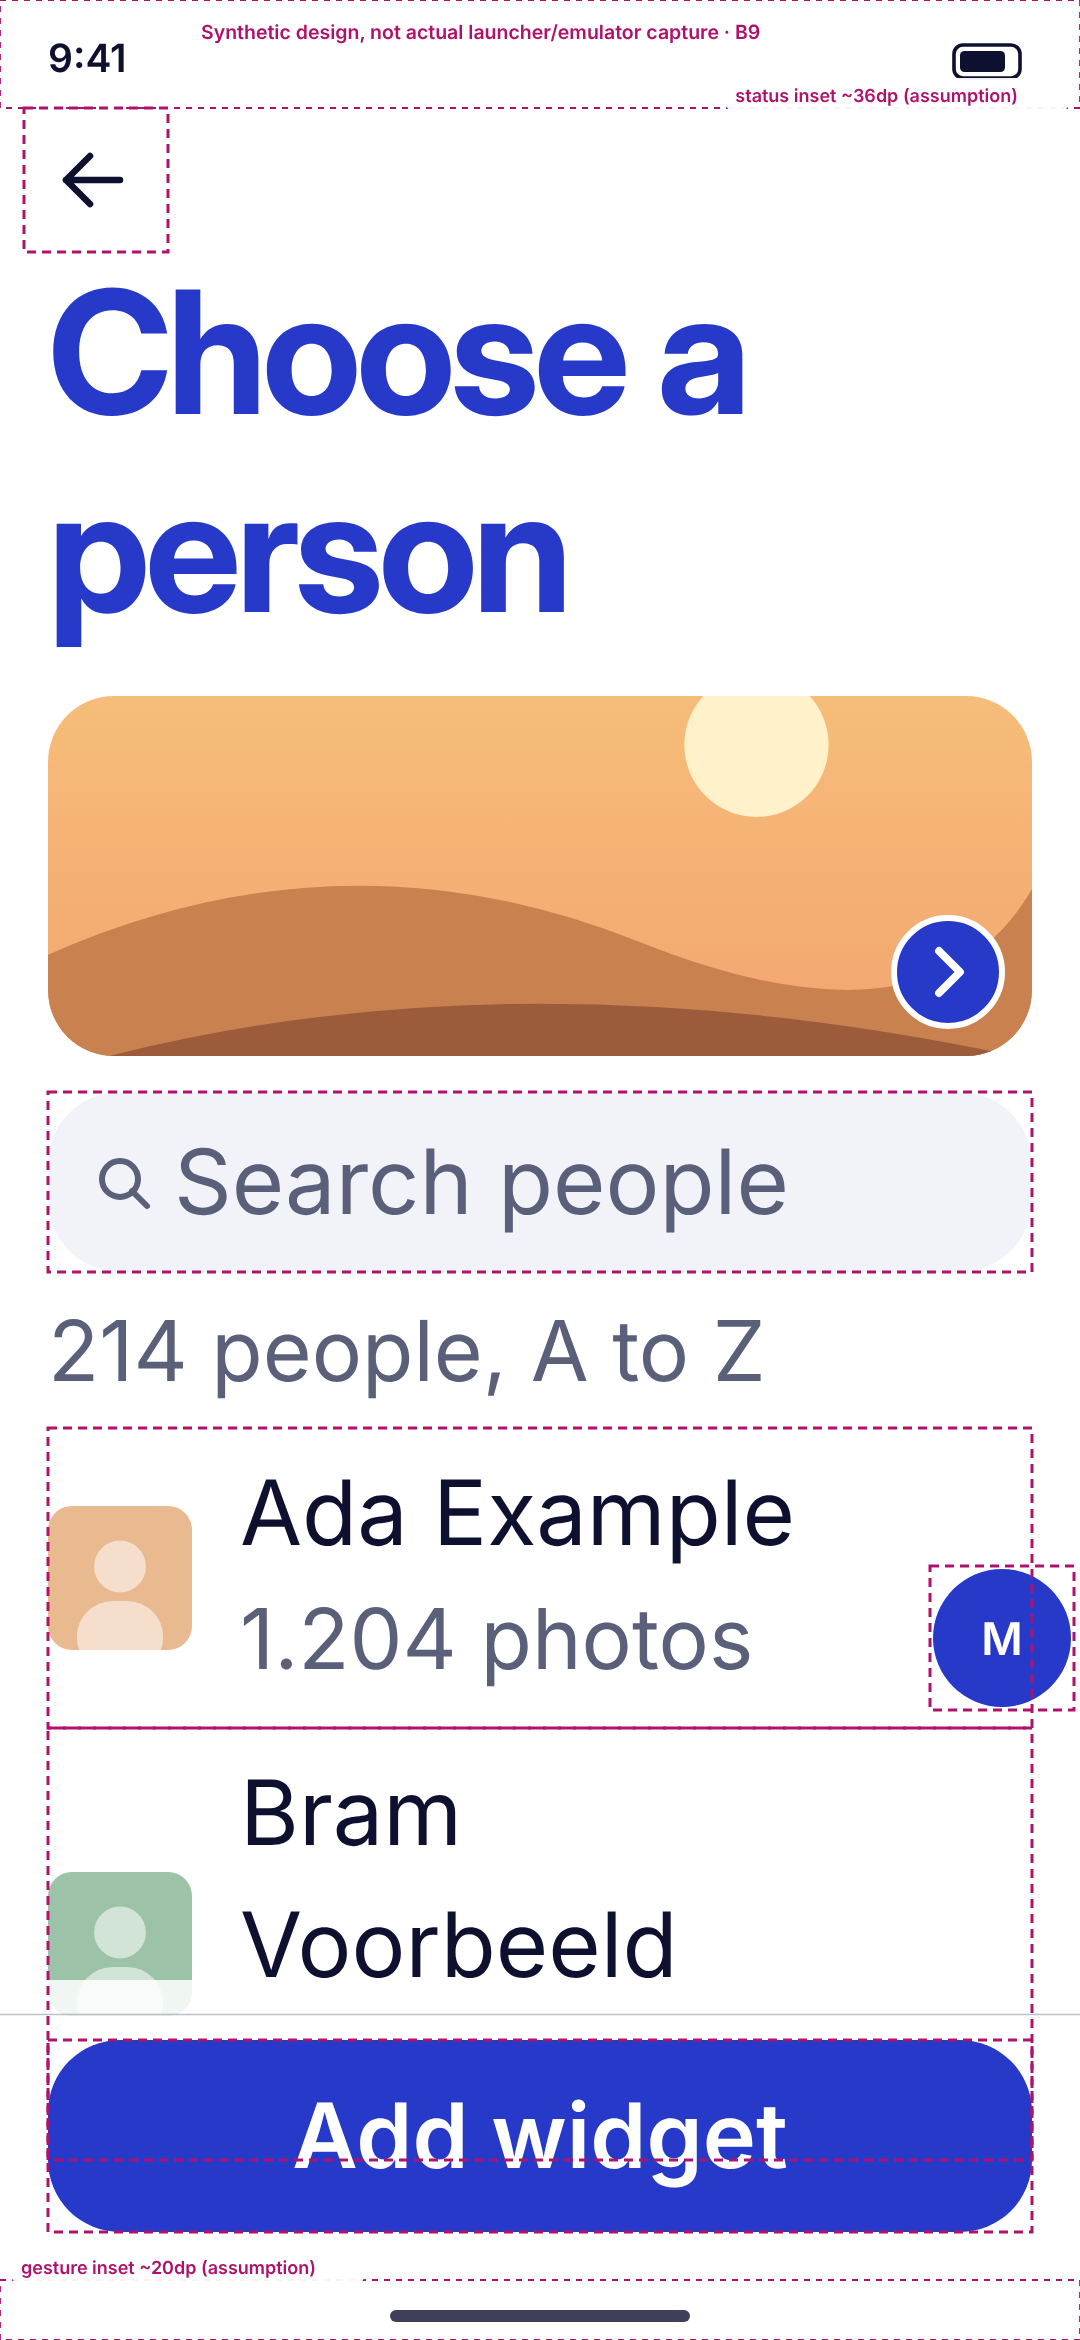 Synthetic design, not actual launcher/emulator capture · B9
9:41
status inset ~36dp (assumption)
Choose a
person
Search people
214 people, A to Z
Ada Example
1.204 photos
M
Bram
Voorbeeld
Add widget
gesture inset ~20dp (assumption)